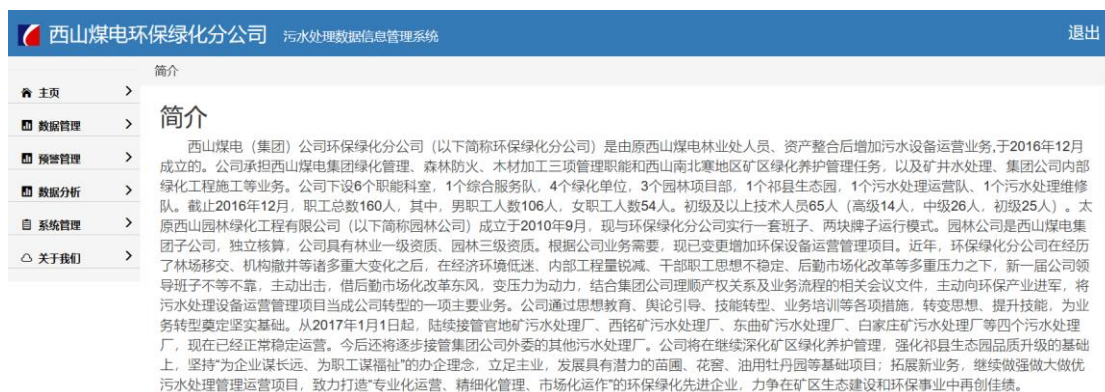 西山煤电环保绿化分公司 污水处理数据信息管理系统 退出
简介
主页
数据管理
预警管理
数据分析
系统管理
关于我们
简介
西山煤电（集团）公司环保绿化分公司（以下简称环保绿化分公司）是由原西山煤电林业处人员、资产整合后增加污水设备运营业务,于2016年12月
成立的。公司承担西山煤电集团绿化管理、森林防火、木材加工三项管理职能和西山南北寒地区矿区绿化养护管理任务，以及矿井水处理、集团公司内部
绿化工程施工等业务。公司下设6个职能科室，1个综合服务队，4个绿化单位，3个园林项目部，1个祁县生态园，1个污水处理运营队、1个污水处理维修
队。截止2016年12月，职工总数160人，其中，男职工人数106人，女职工人数54人。初级及以上技术人员65人（高级14人，中级26人，初级25人）。太
原西山园林绿化工程有限公司（以下简称园林公司）成立于2010年9月，现与环保绿化分公司实行一套班子、两块牌子运行模式。园林公司是西山煤电集
团子公司，独立核算，公司具有林业一级资质、园林三级资质。根据公司业务需要，现已变更增加环保设备运营管理项目。近年，环保绿化分公司在经历
了林场移交、机构撤并等诸多重大变化之后，在经济环境低迷、内部工程量锐减、干部职工思想不稳定、后勤市场化改革等多重压力之下，新一届公司领
导班子不等不靠，主动出击，借后勤市场化改革东风，变压力为动力，结合集团公司理顺产权关系及业务流程的相关会议文件，主动向环保产业进军，将
污水处理设备运营管理项目当成公司转型的一项主要业务。公司通过思想教育、舆论引导、技能转型、业务培训等各项措施，转变思想、提升技能，为业
务转型奠定坚实基础。从2017年1月1日起，陆续接管官地矿污水处理厂、西铭矿污水处理厂、东曲矿污水处理厂、白家庄矿污水处理厂等四个污水处理
厂，现在已经正常稳定运营。今后还将逐步接管集团公司外委的其他污水处理厂。公司将在继续深化矿区绿化养护管理，强化祁县生态园品质升级的基础
上，坚持“为企业谋长远、为职工谋福祉”的办企理念，立足主业，发展具有潜力的苗圃、花窖、油用牡丹园等基础项目；拓展新业务，继续做强做大做优
污水处理管理运营项目，致力打造“专业化运营、精细化管理、市场化运作”的环保绿化先进企业，力争在矿区生态建设和环保事业中再创佳绩。